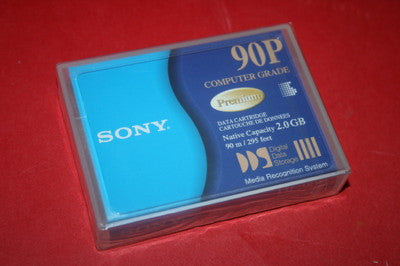 90P
COMPUTER GRADE
Premium
SONY
DATA CARTRIDGE
CARTOUCHE DE DONNÉES
Native Capacity 2.0 GB
90 m / 295 feet
DDS Digital
Data
Storage
Media Recognition System